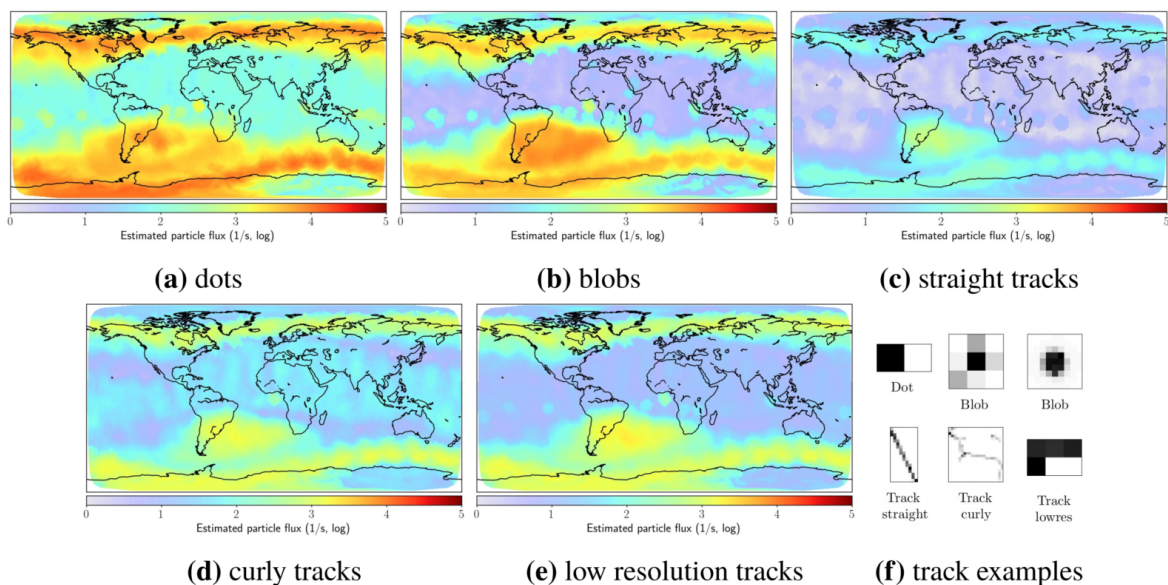 0 1 2 3 4 5
Estimated particle flux (1/s, log)
(a) dots
0 1 2 3 4 5
Estimated particle flux (1/s, log)
(b) blobs
0 1 2 3 4 5
Estimated particle flux (1/s, log)
(c) straight tracks
0 1 2 3 4 5
Estimated particle flux (1/s, log)
(d) curly tracks
0 1 2 3 4 5
Estimated particle flux (1/s, log)
(e) low resolution tracks
Dot
Blob
Blob
Track
straight
Track
curly
Track
lowres
(f) track examples